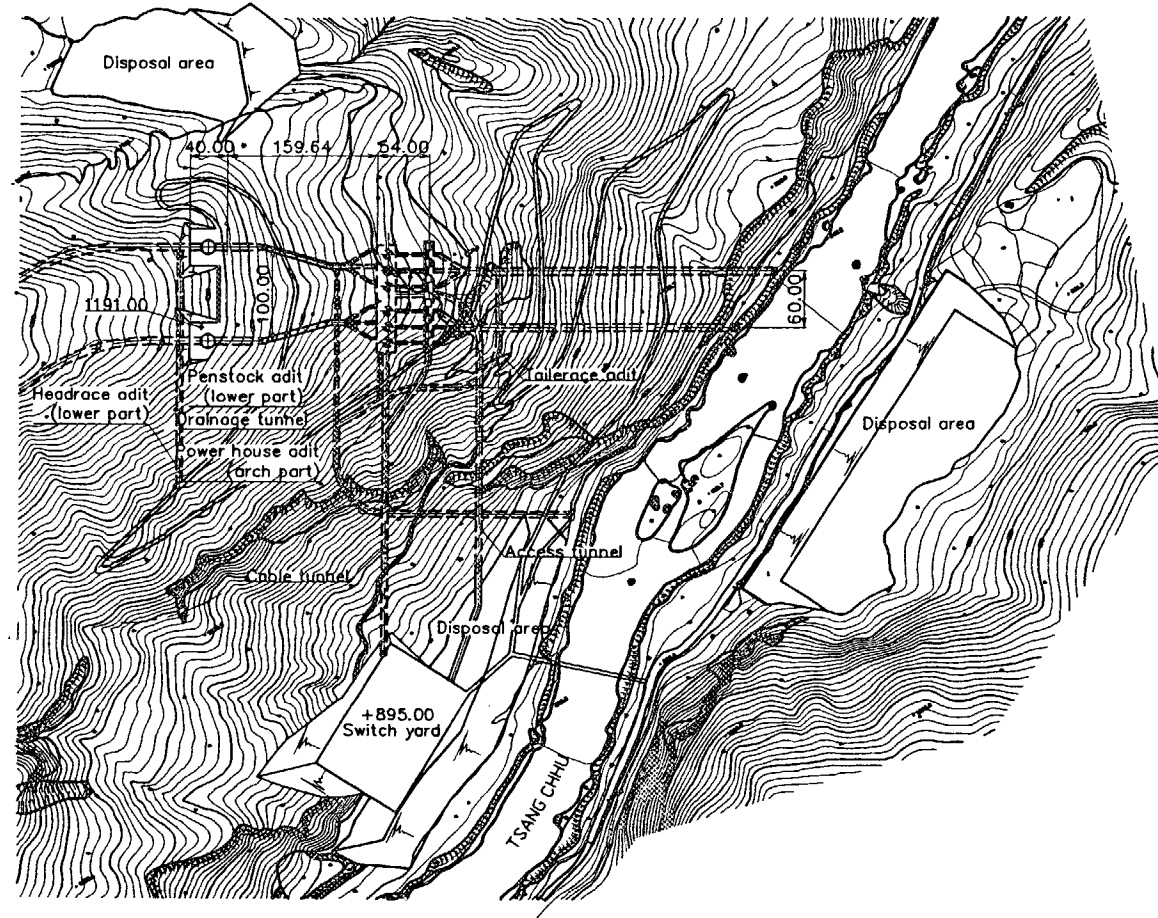 Disposal area
40.00 159.64 54.00
1191.00
100.00
60.00
Headrace adit
(lower part)
Penstock adit
(lower part)
Drainage tunnel
Power house adit
(arch part)
Tailerace adit
Disposal area
Access tunnel
Cable tunnel
Disposal area
+895.00
Switch yard
TSANG CHHU